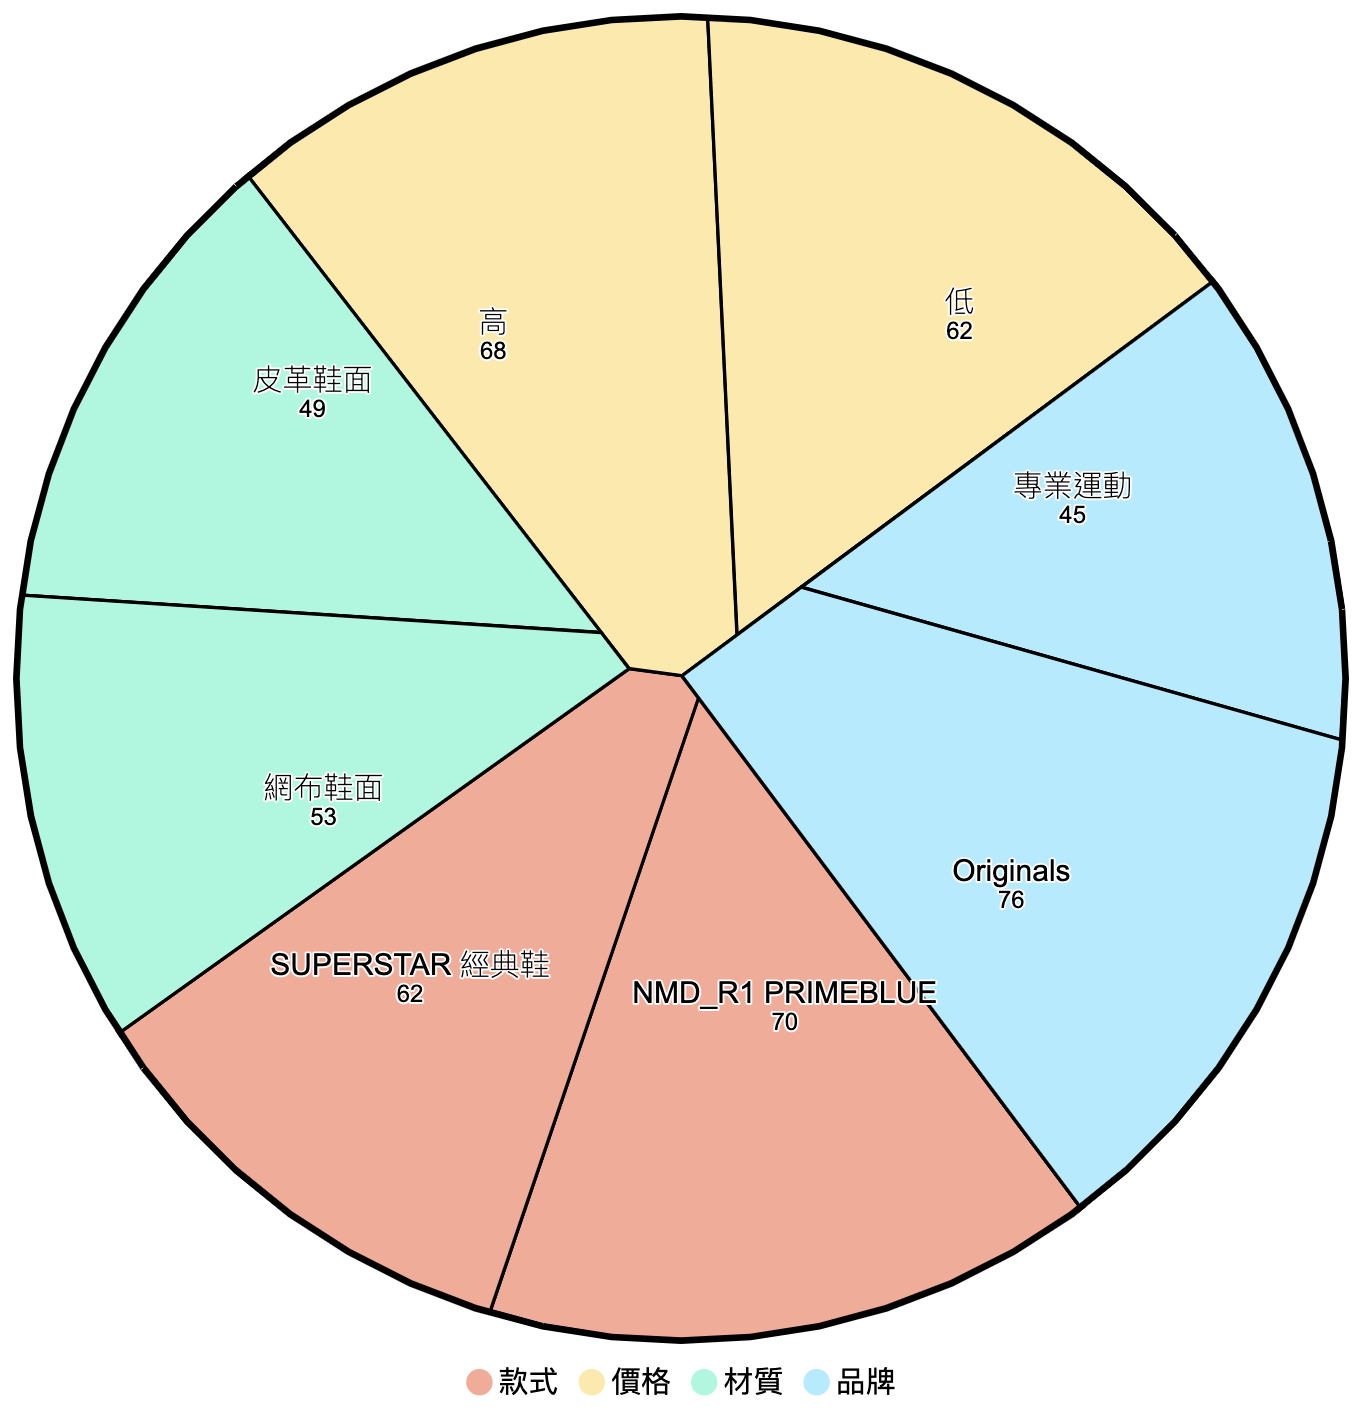 高
68
低
62
皮革鞋面
49
專業運動
45
網布鞋面
53
Originals
76
SUPERSTAR 經典鞋
62
NMD_R1 PRIMEBLUE
70
款式 價格 材質 品牌